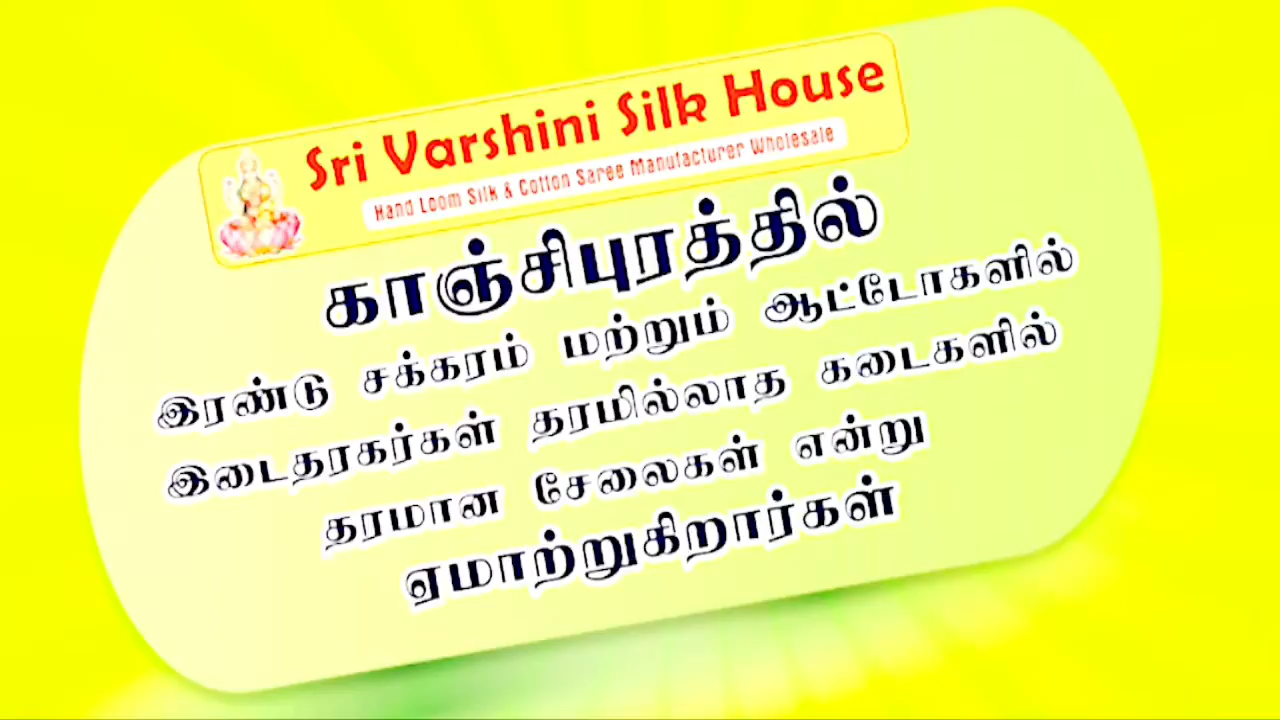 Sri Varshini Silk House
Hand Loom Silk & Cotton Saree Manufacturer Wholesale
காஞ்சிபுரத்தில்
இரண்டு சக்கரம் மற்றும் ஆட்டோகளில்
இடைதரகர்கள் தரமில்லாத கடைகளில்
தரமான சேலைகள் என்று
ஏமாற்றுகிறார்கள்